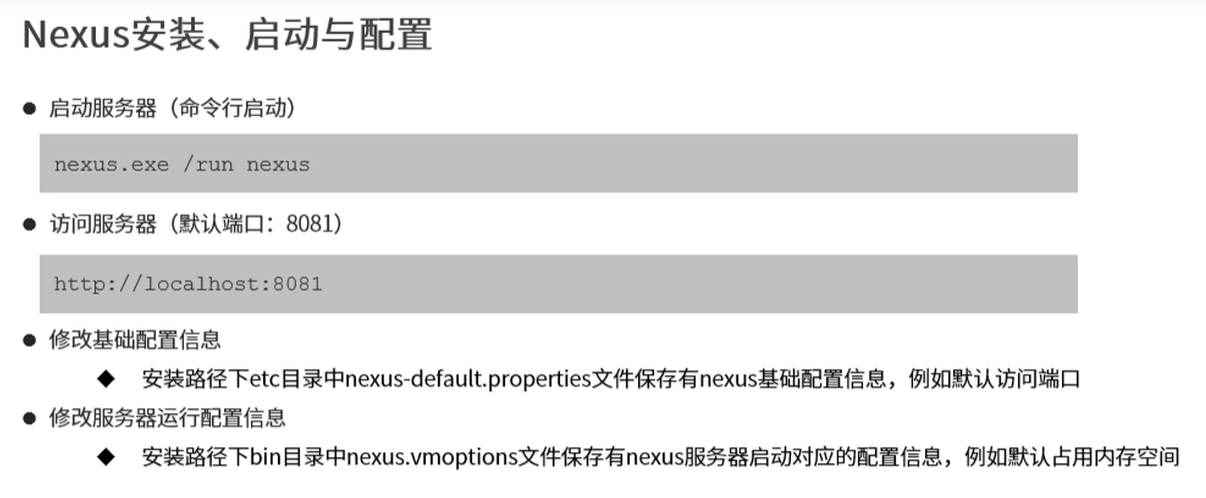 Nexus安装、启动与配置
● 启动服务器（命令行启动）
nexus.exe /run nexus
● 访问服务器（默认端口：8081）
http://localhost:8081
● 修改基础配置信息
◆ 安装路径下etc目录中nexus-default.properties文件保存有nexus基础配置信息，例如默认访问端口
● 修改服务器运行配置信息
◆ 安装路径下bin目录中nexus.vmoptions文件保存有nexus服务器启动对应的配置信息，例如默认占用内存空间